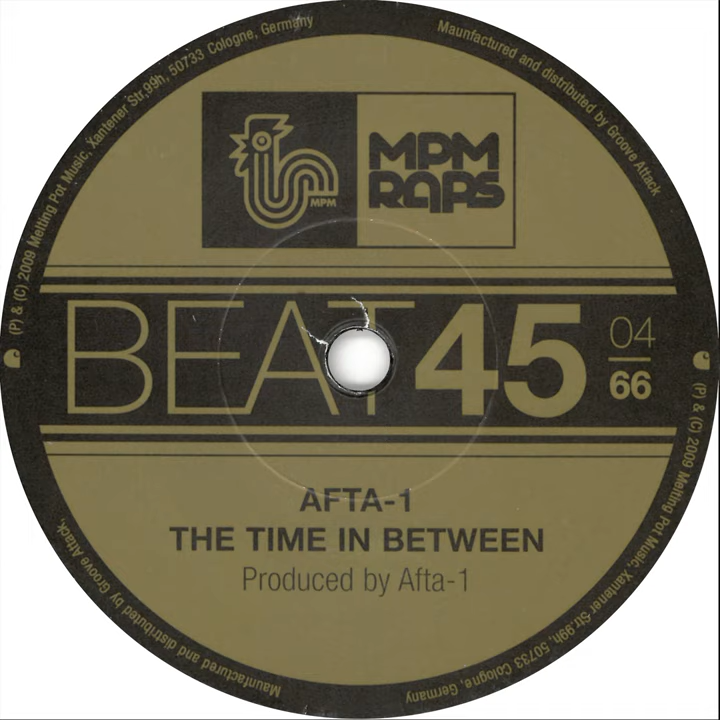 (P) & (C) 2009 Melting Pot Music, Xantener Str.99h, 50733 Cologne, Germany
Maunfactured and distributed by Groove Attack
MPM
MPM
RAPS
BEAT 45 04
66
AFTA-1
THE TIME IN BETWEEN
Produced by Afta-1
Maunfactured and distributed by Groove Attack,
(P) & (C) 2009 Melting Pot Music, Xantener Str.99h, 50733 Cologne, Germany